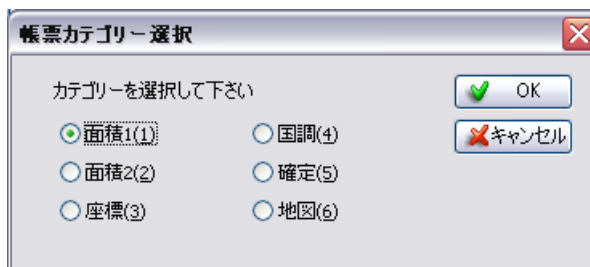 帳票カテゴリー選択
カテゴリーを選択して下さい
OK
面積1(1)
国調(4)
キャンセル
面積2(2)
確定(5)
座標(3)
地図(6)